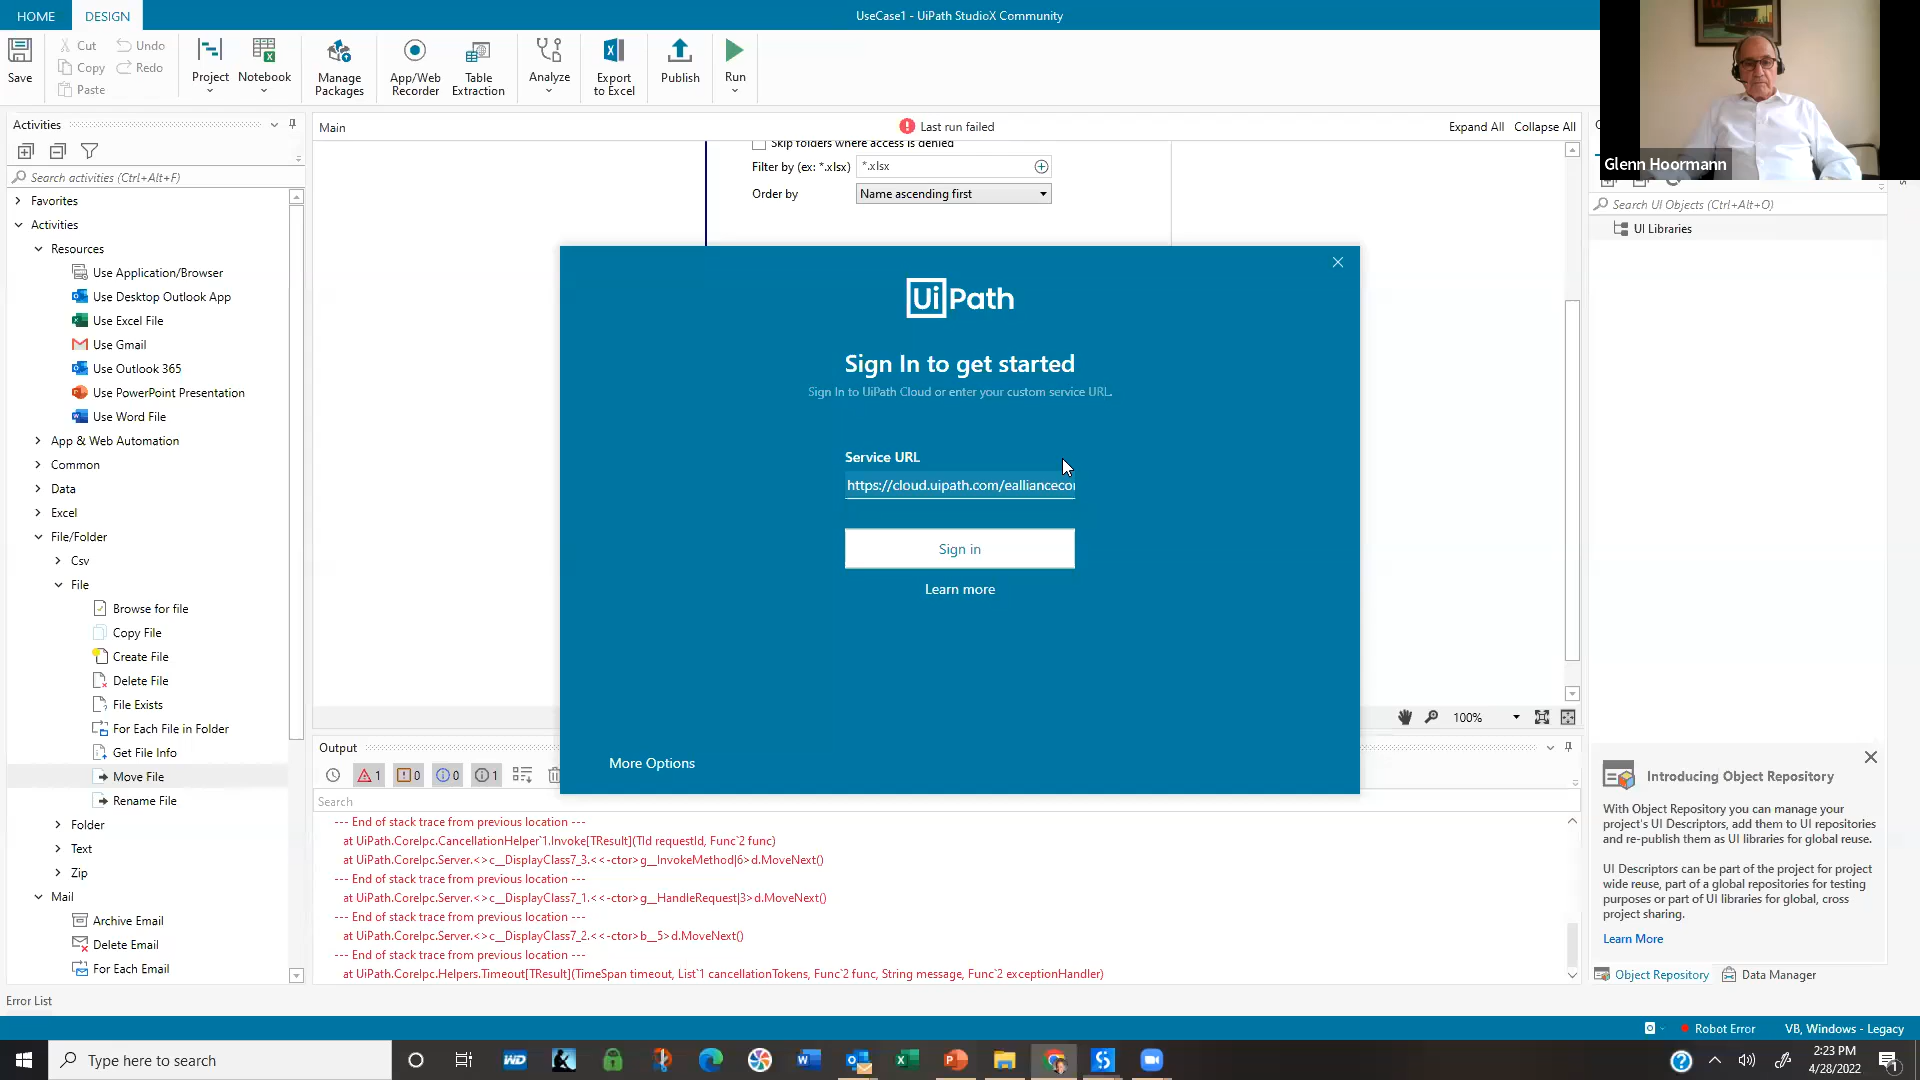 HOME
DESIGN
UseCase1 - UiPath StudioX Community
Save
Cut
Copy
Paste
Undo
Redo
Project
Notebook
Manage
Packages
App/Web
Recorder
Table
Extraction
Analyze
Export
to Excel
Publish
Run
Glenn Hoormann
Activities
Search activities (Ctrl+Alt+F)
Favorites
Activities
Resources
Use Application/Browser
Use Desktop Outlook App
Use Excel File
Use Gmail
Use Outlook 365
Use PowerPoint Presentation
Use Word File
App & Web Automation
Common
Data
Excel
File/Folder
Csv
File
Browse for file
Copy File
Create File
Delete File
File Exists
For Each File in Folder
Get File Info
Move File
Rename File
Folder
Text
Zip
Mail
Archive Email
Delete Email
For Each Email
Main
Last run failed
Expand All
Collapse All
Skip folders where access is denied
Filter by (ex: *.xlsx)
*.xlsx
Order by
Name ascending first
UiPath
Sign In to get started
Sign In to UiPath Cloud or enter your custom service URL.
Service URL
https://cloud.uipath.com/ealliancecor
Sign in
Learn more
More Options
100%
Output
1
0
0
1
Search
--- End of stack trace from previous location ---
at UiPath.CoreIpc.CancellationHelper`1.Invoke[TResult](TId requestId, Func`2 func)
at UiPath.CoreIpc.Server.<>c__DisplayClass7_3.<<-ctor>g__InvokeMethod|6>d.MoveNext()
--- End of stack trace from previous location ---
at UiPath.CoreIpc.Server.<>c__DisplayClass7_1.<<-ctor>g__HandleRequest|3>d.MoveNext()
--- End of stack trace from previous location ---
at UiPath.CoreIpc.Server.<>c__DisplayClass7_2.<<-ctor>b__5>d.MoveNext()
--- End of stack trace from previous location ---
at UiPath.CoreIpc.Helpers.Timeout[TResult](TimeSpan timeout, List`1 cancellationTokens, Func`2 func, String message, Func`2 exceptionHandler)
Search UI Objects (Ctrl+Alt+O)
UI Libraries
Introducing Object Repository
With Object Repository you can manage your
project's UI Descriptors, add them to UI repositories
and re-publish them as UI libraries for global reuse.
UI Descriptors can be part of the project for project
wide reuse, part of a global repositories for testing
purposes or part of UI libraries for global, cross
project sharing.
Learn More
Object Repository
Data Manager
Error List
Robot Error
VB, Windows - Legacy
Type here to search
WD
2:23 PM
4/28/2022
1